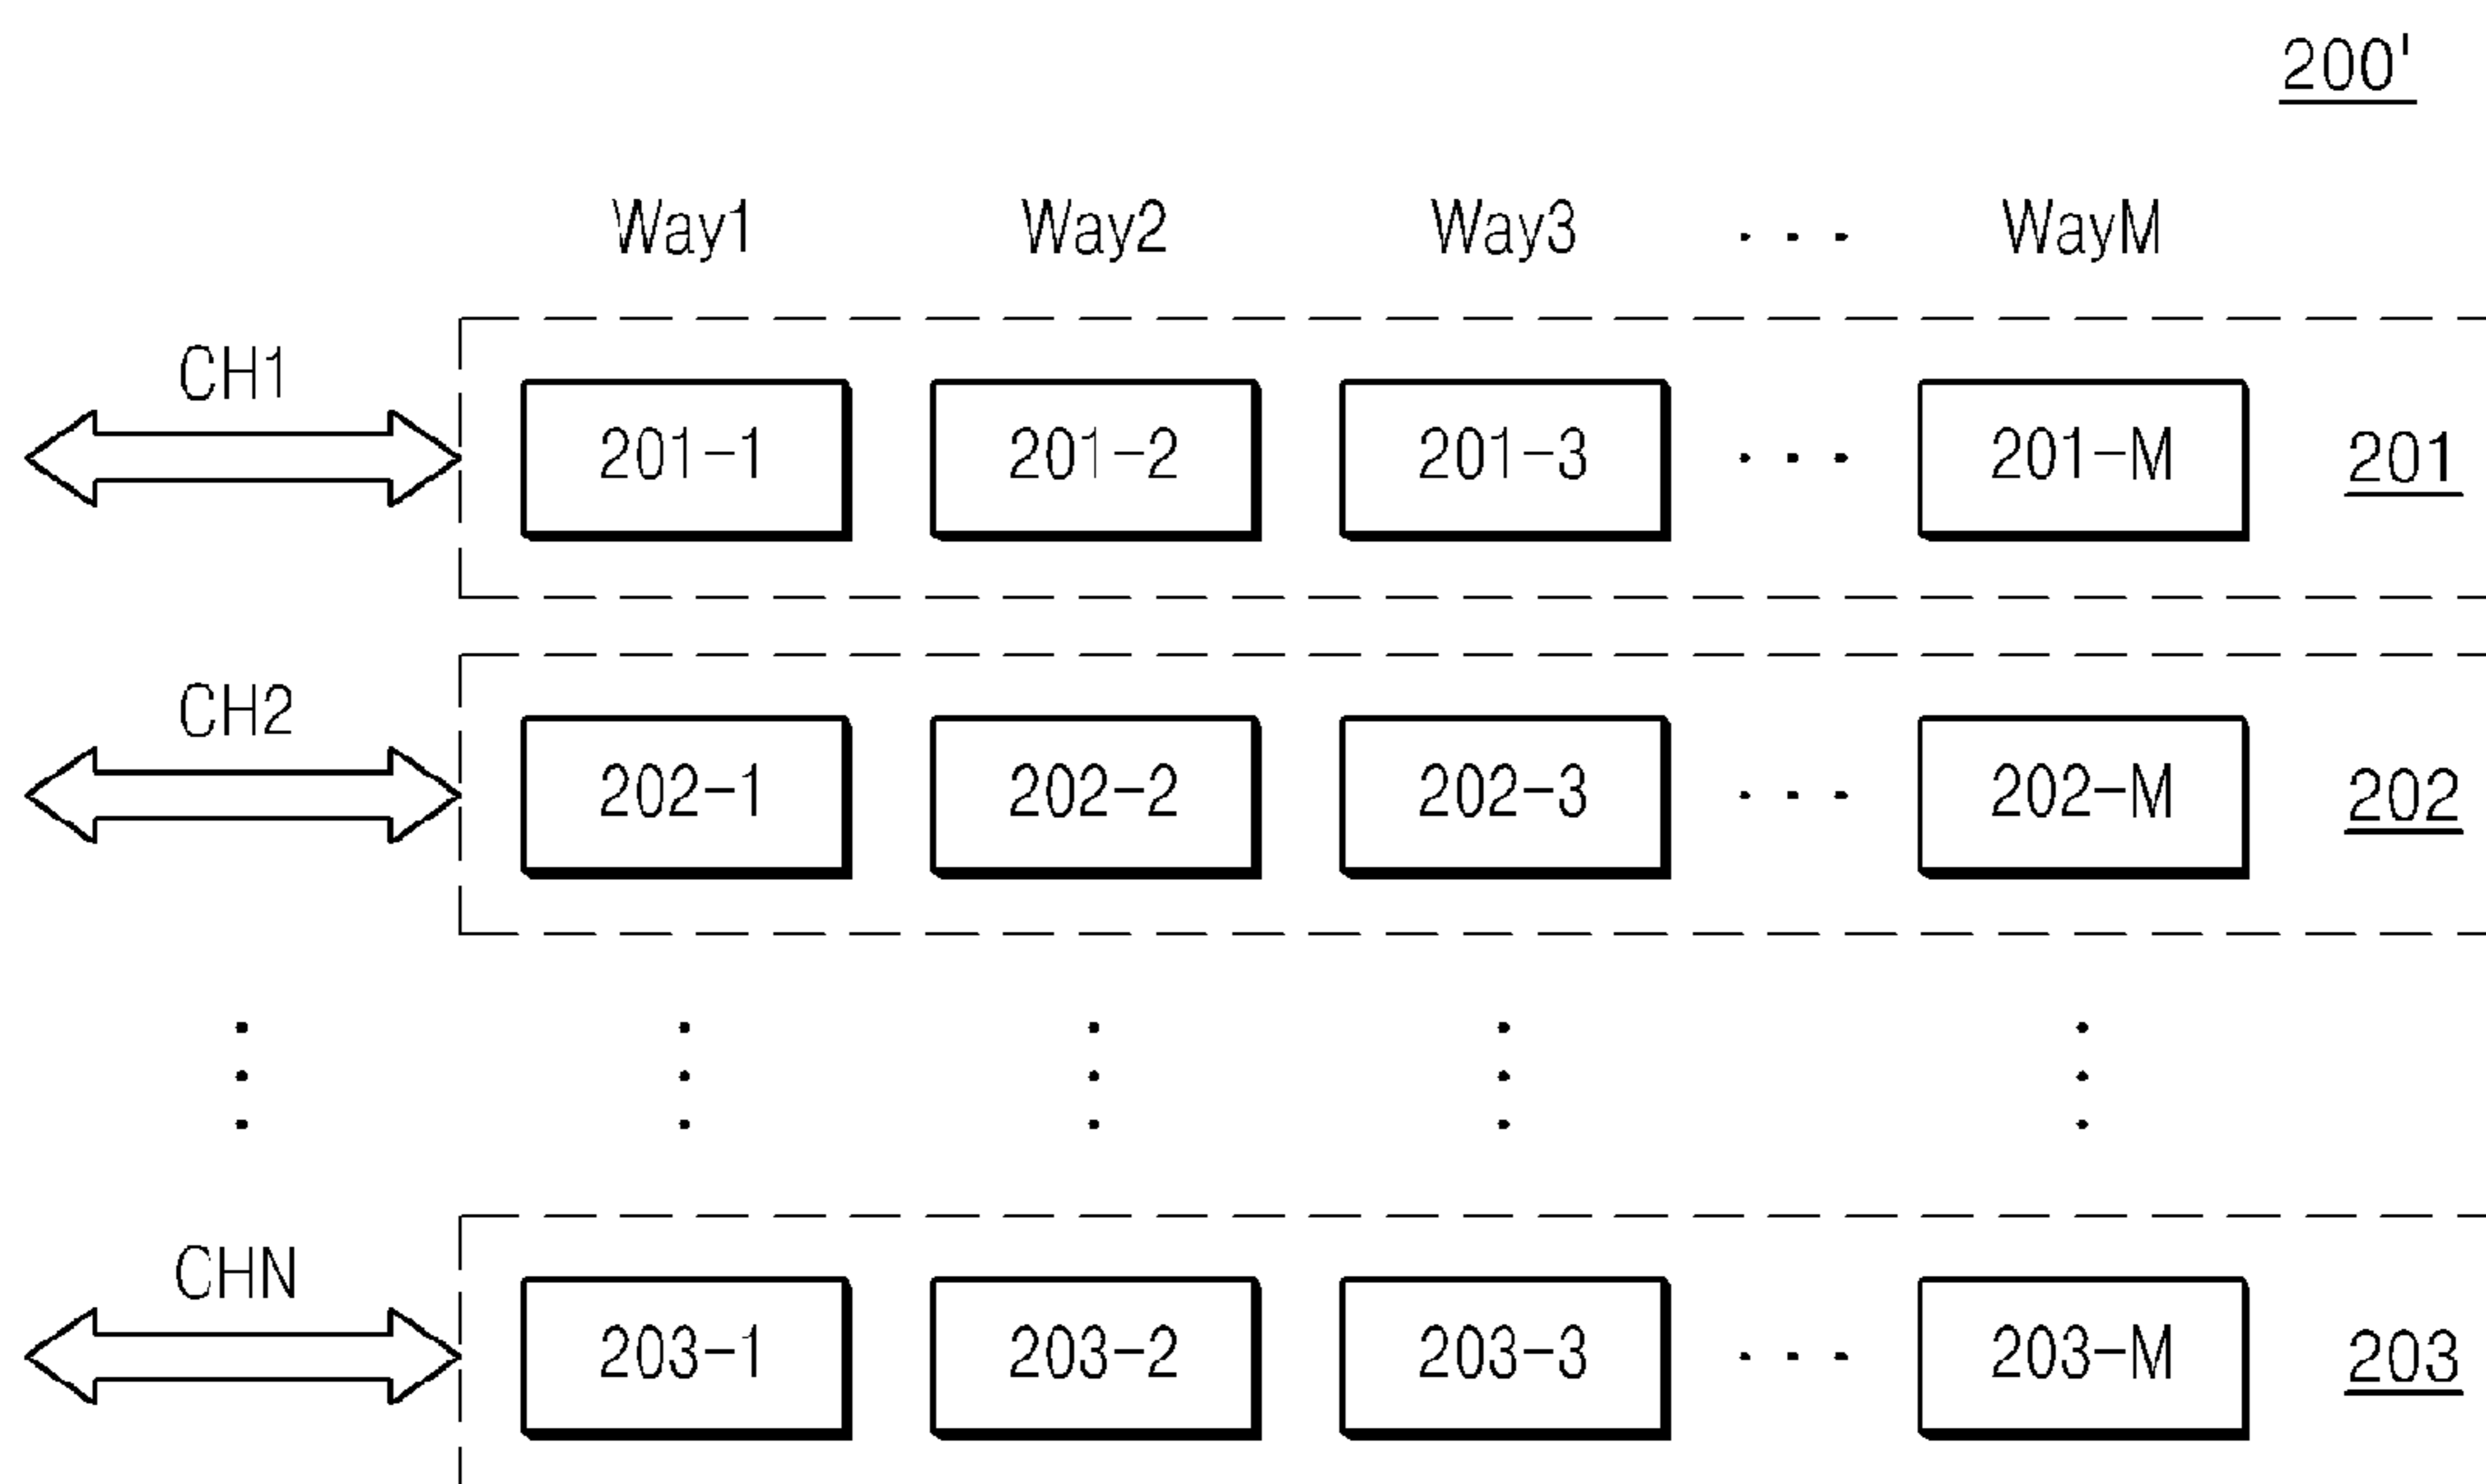 200'
Way1 Way2 Way3 . . . WayM
CH1
201-1 201-2 201-3 . . . 201-M 201
CH2
202-1 202-2 202-3 . . . 202-M 202
CHN
203-1 203-2 203-3 . . . 203-M 203